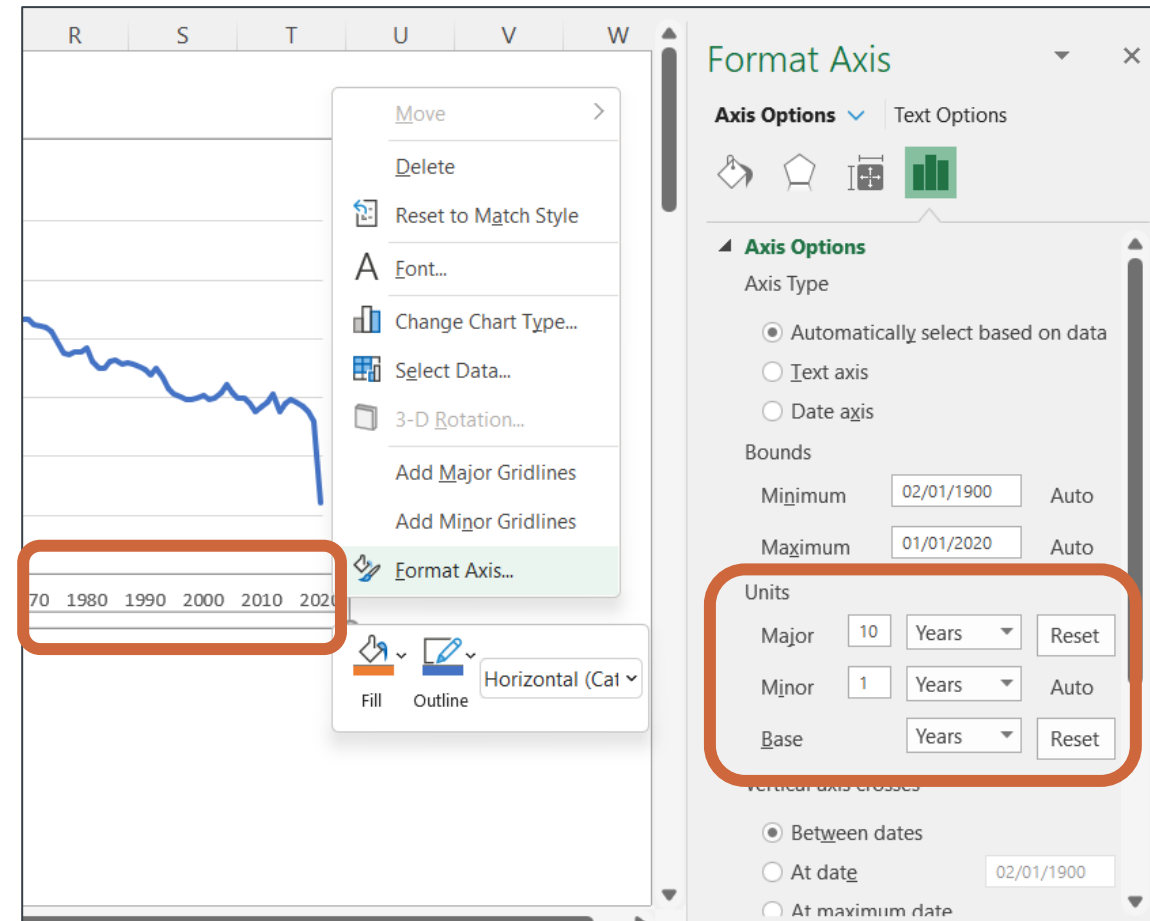 R S T U V W
Move
Delete
Reset to Match Style
A Font...
Change Chart Type...
Select Data...
3-D Rotation...
Add Major Gridlines
Add Minor Gridlines
Format Axis...
70 1980 1990 2000 2010 2020
Fill Outline Horizontal (Cat
Format Axis
Axis Options Text Options
Axis Options
Axis Type
Automatically select based on data
Text axis
Date axis
Bounds
Minimum 02/01/1900 Auto
Maximum 01/01/2020 Auto
Units
Major 10 Years Reset
Minor 1 Years Auto
Base Years Reset
Vertical axis crosses
Between dates
At date 02/01/1900
At maximum date